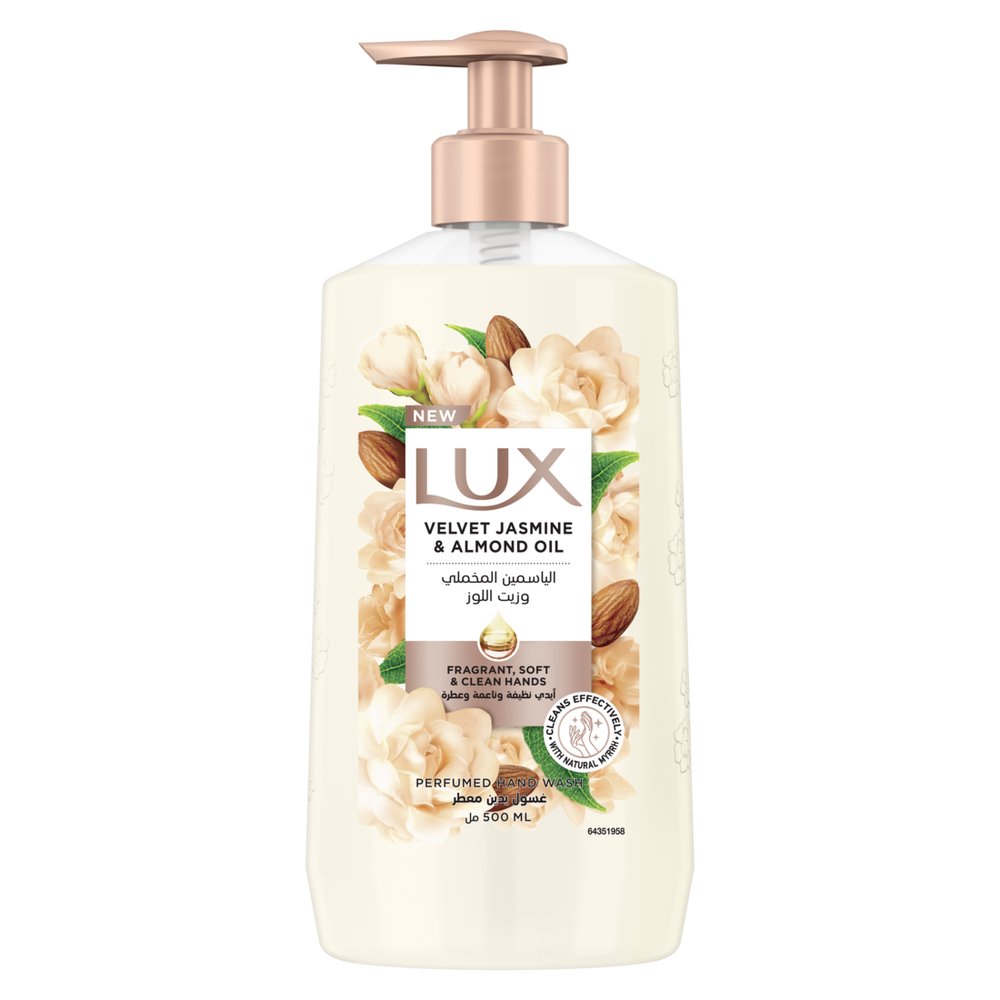 NEW
LUX
VELVET JASMINE
& ALMOND OIL
الياسمين المخملي
وزيت اللوز
FRAGRANT, SOFT
& CLEAN HANDS
أيدي نظيفة وناعمة وعطرة
• CLEANS EFFECTIVELY •
WITH NATURAL MYRRH
PERFUMED HAND WASH
غسول يدين معطر
500 ML مل
64351958